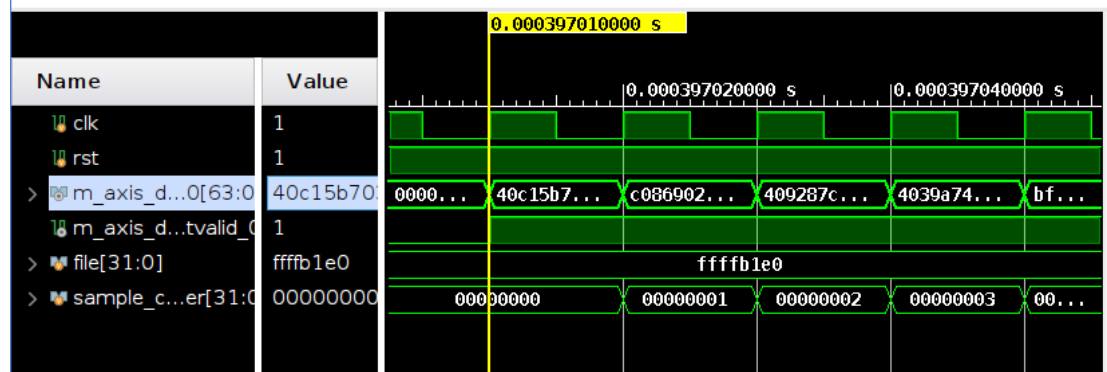 0.000397010000 s
Name Value
0.000397020000 s 0.000397040000 s
clk 1
rst 1
m_axis_d...0[63:0 40c15b70 0000... 40c15b7... c086902... 409287c... 4039a74... bf...
m_axis_d...tvalid_ 1
file[31:0] ffffb1e0 ffffb1e0
sample_c...er[31:0 00000000 00000000 00000001 00000002 00000003 00...